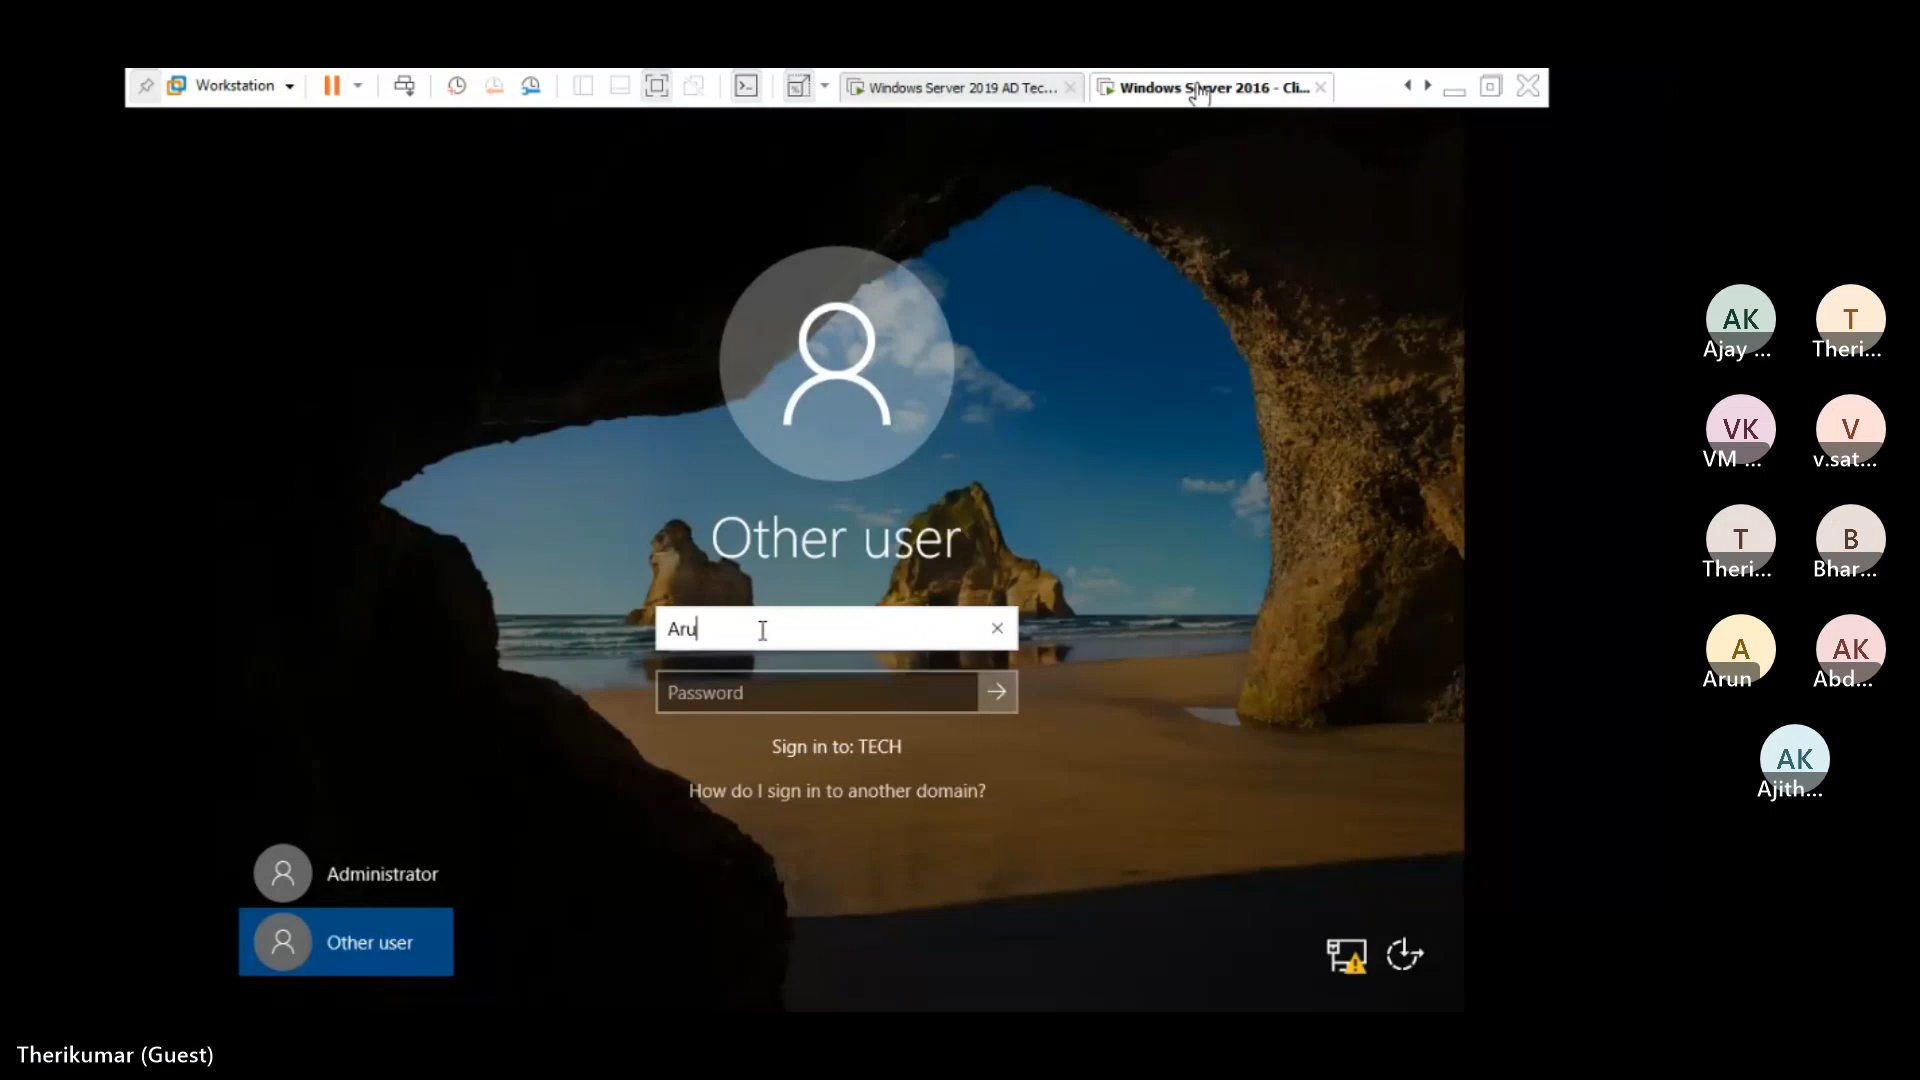 Workstation
Windows Server 2019 AD Tec...
Windows Server 2016 - Cli...
Other user
Aru
Password
Sign in to: TECH
How do I sign in to another domain?
Administrator
Other user
AK
Ajay ...
T
Theri...
VK
VM ...
V
v.sat...
T
Theri...
B
Bhar...
A
Arun
AK
Abd...
AK
Ajith...
Therikumar (Guest)